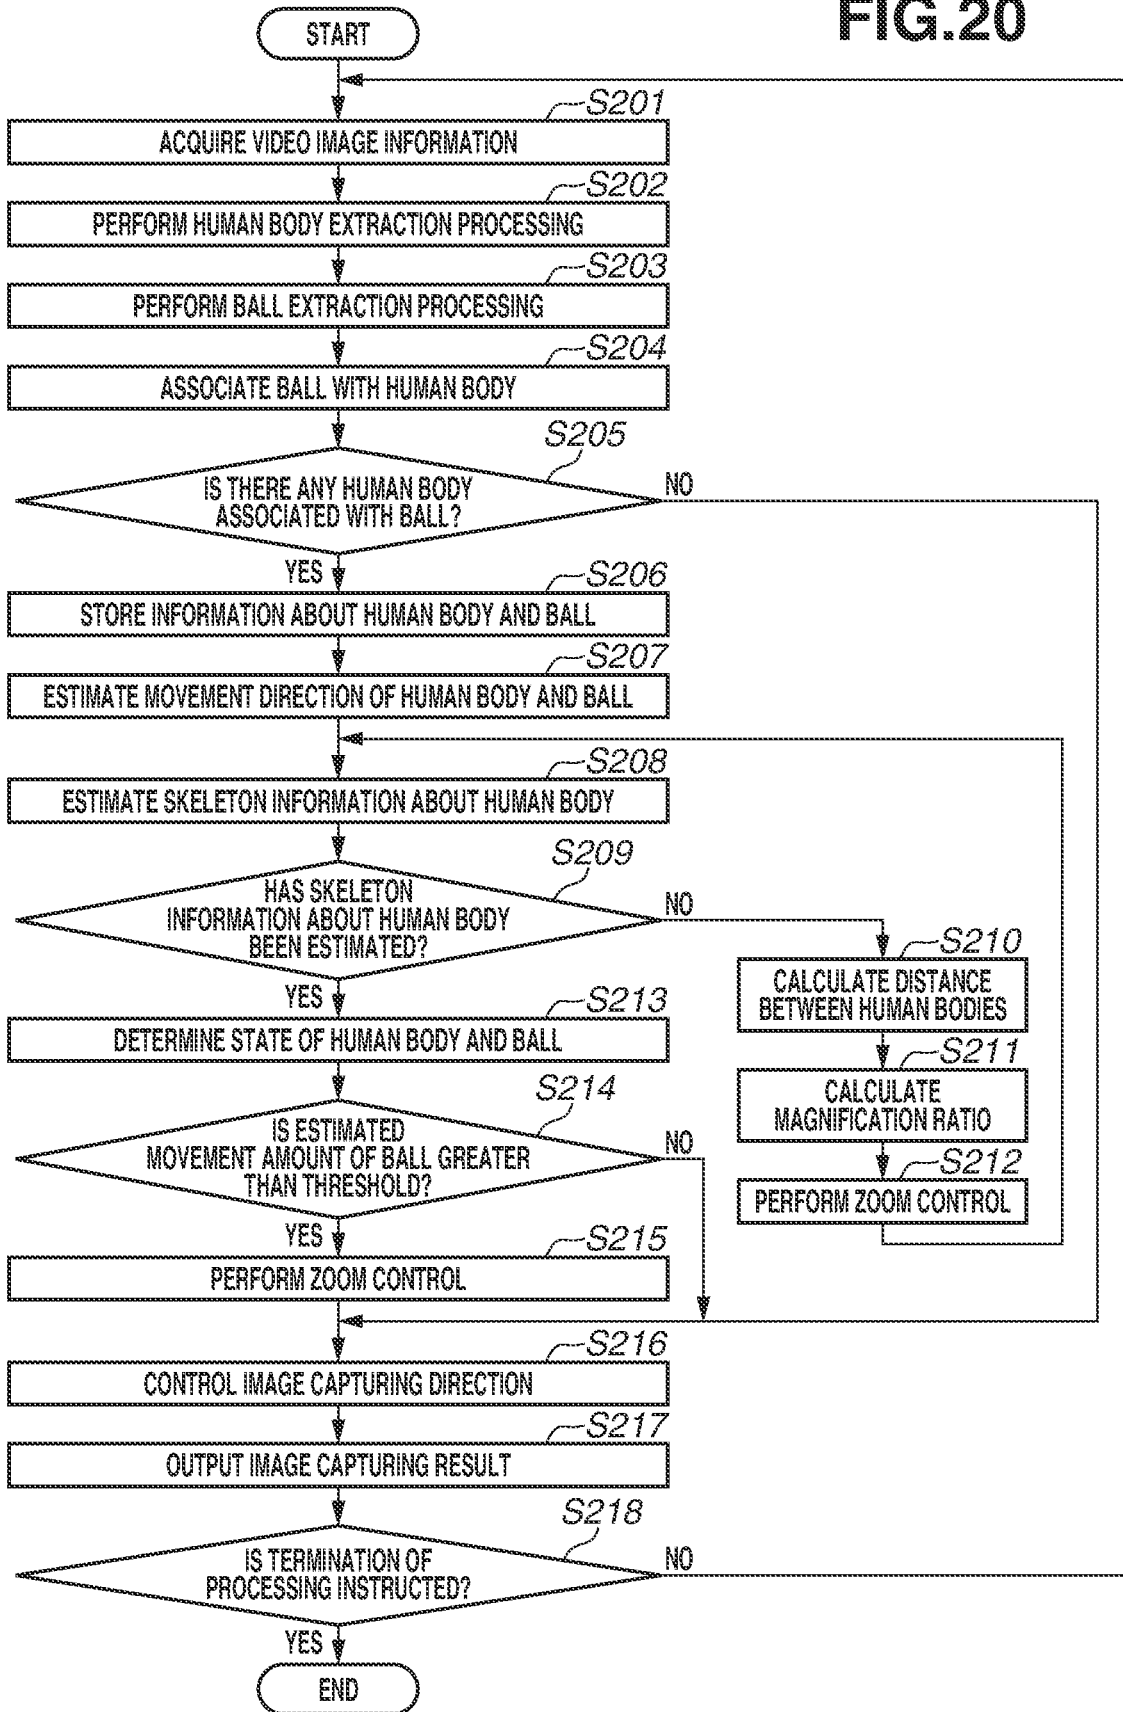 FIG.20
START
S201
ACQUIRE VIDEO IMAGE INFORMATION
S202
PERFORM HUMAN BODY EXTRACTION PROCESSING
S203
PERFORM BALL EXTRACTION PROCESSING
S204
ASSOCIATE BALL WITH HUMAN BODY
S205
IS THERE ANY HUMAN BODY
ASSOCIATED WITH BALL?
NO
YES
S206
STORE INFORMATION ABOUT HUMAN BODY AND BALL
S207
ESTIMATE MOVEMENT DIRECTION OF HUMAN BODY AND BALL
S208
ESTIMATE SKELETON INFORMATION ABOUT HUMAN BODY
S209
HAS SKELETON
INFORMATION ABOUT HUMAN BODY
BEEN ESTIMATED?
NO
S210
CALCULATE DISTANCE
BETWEEN HUMAN BODIES
S211
CALCULATE
MAGNIFICATION RATIO
S212
PERFORM ZOOM CONTROL
YES
S213
DETERMINE STATE OF HUMAN BODY AND BALL
S214
IS ESTIMATED
MOVEMENT AMOUNT OF BALL GREATER
THAN THRESHOLD?
NO
YES
S215
PERFORM ZOOM CONTROL
S216
CONTROL IMAGE CAPTURING DIRECTION
S217
OUTPUT IMAGE CAPTURING RESULT
S218
IS TERMINATION OF
PROCESSING INSTRUCTED?
NO
YES
END